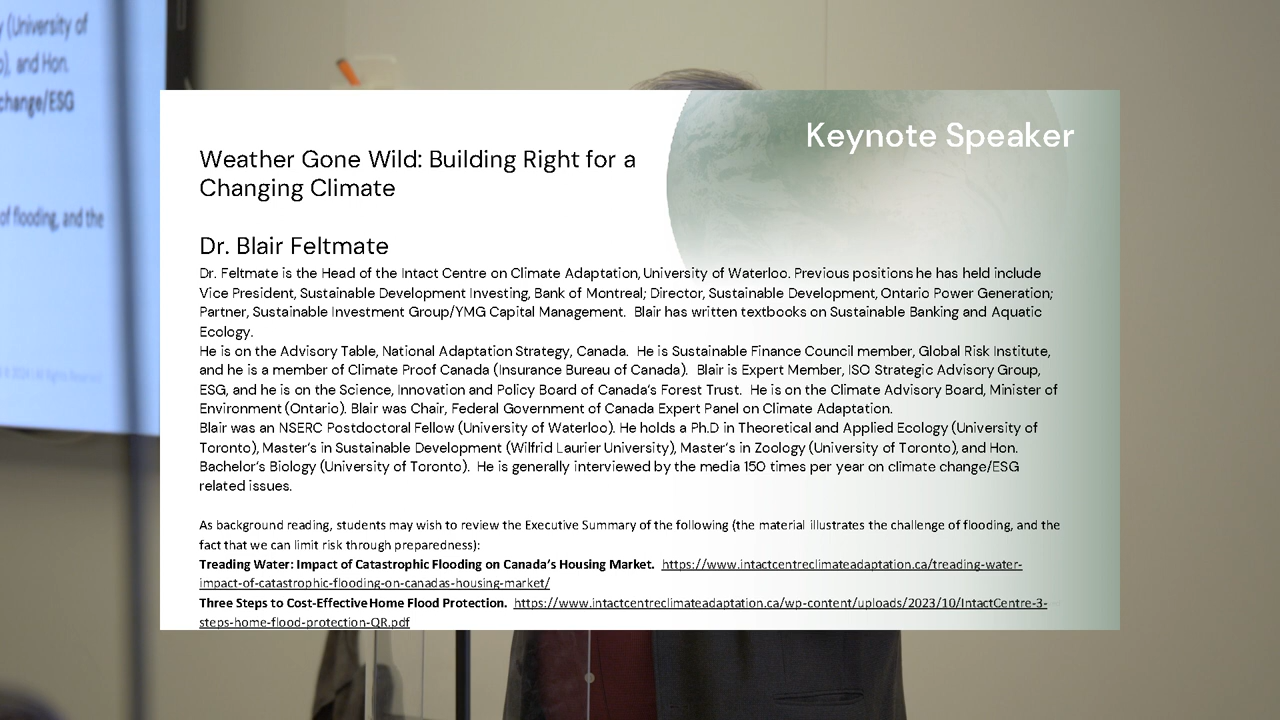 y (University of
o), and Hon.
change/ESG
of flooding, and the
Keynote Speaker
Weather Gone Wild: Building Right for a
Changing Climate
Dr. Blair Feltmate
Dr. Feltmate is the Head of the Intact Centre on Climate Adaptation, University of Waterloo. Previous positions he has held include
Vice President, Sustainable Development Investing, Bank of Montreal; Director, Sustainable Development, Ontario Power Generation;
Partner, Sustainable Investment Group/YMG Capital Management. Blair has written textbooks on Sustainable Banking and Aquatic
Ecology.
He is on the Advisory Table, National Adaptation Strategy, Canada. He is Sustainable Finance Council member, Global Risk Institute,
and he is a member of Climate Proof Canada (Insurance Bureau of Canada). Blair is Expert Member, ISO Strategic Advisory Group,
ESG, and he is on the Science, Innovation and Policy Board of Canada's Forest Trust. He is on the Climate Advisory Board, Minister of
Environment (Ontario). Blair was Chair, Federal Government of Canada Expert Panel on Climate Adaptation.
Blair was an NSERC Postdoctoral Fellow (University of Waterloo). He holds a Ph.D in Theoretical and Applied Ecology (University of
Toronto), Master's in Sustainable Development (Wilfrid Laurier University), Master's in Zoology (University of Toronto), and Hon.
Bachelor's Biology (University of Toronto). He is generally interviewed by the media 150 times per year on climate change/ESG
related issues.
As background reading, students may wish to review the Executive Summary of the following (the material illustrates the challenge of flooding, and the
fact that we can limit risk through preparedness):
Treading Water: Impact of Catastrophic Flooding on Canada's Housing Market. https://www.intactcentreclimateadaptation.ca/treading-water-
impact-of-catastrophic-flooding-on-canadas-housing-market/
Three Steps to Cost-Effective Home Flood Protection. https://www.intactcentreclimateadaptation.ca/wp-content/uploads/2023/10/IntactCentre-3-
steps-home-flood-protection-QR.pdf